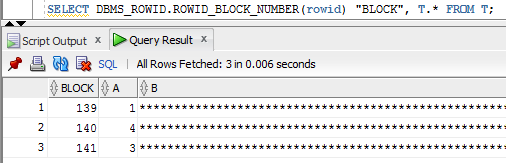 SELECT DBMS_ROWID.ROWID_BLOCK_NUMBER(rowid) "BLOCK", T.* FROM T;
Script Output x Query Result x
SQL | All Rows Fetched: 3 in 0.006 seconds
BLOCK A B
1 139 1 ****************************************************
2 140 4 ****************************************************
3 141 3 ****************************************************